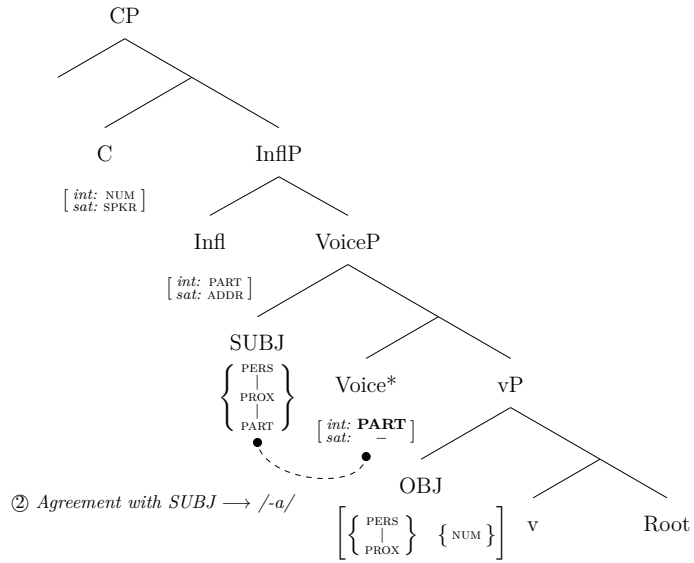 CP
C InflP
[ int: NUM
sat: SPKR ]
Infl VoiceP
[ int: PART
sat: ADDR ]
SUBJ
{ PERS
|
PROX
|
PART }
Voice* vP
[ int: PART
sat: – ]
OBJ
② Agreement with SUBJ ⟶ /-a/
[ { PERS
|
PROX } { NUM } ]
v Root